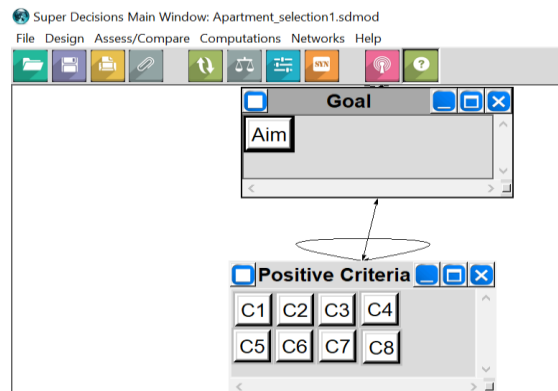 Super Decisions Main Window: Apartment_selection1.sdmod
File Design Assess/Compare Computations Networks Help
SYN ?
Goal
Aim
Positive Criteria
C1 C2 C3 C4
C5 C6 C7 C8